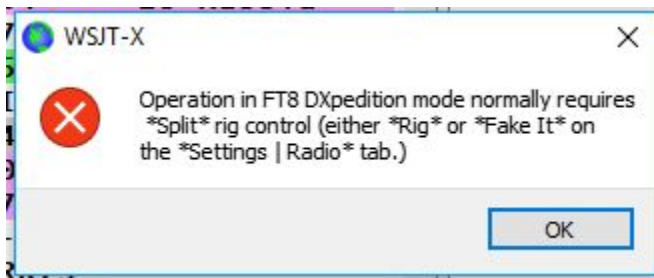 WSJT-X
Operation in FT8 DXpedition mode normally requires
*Split* rig control (either *Rig* or *Fake It* on
the *Settings | Radio* tab.)
OK